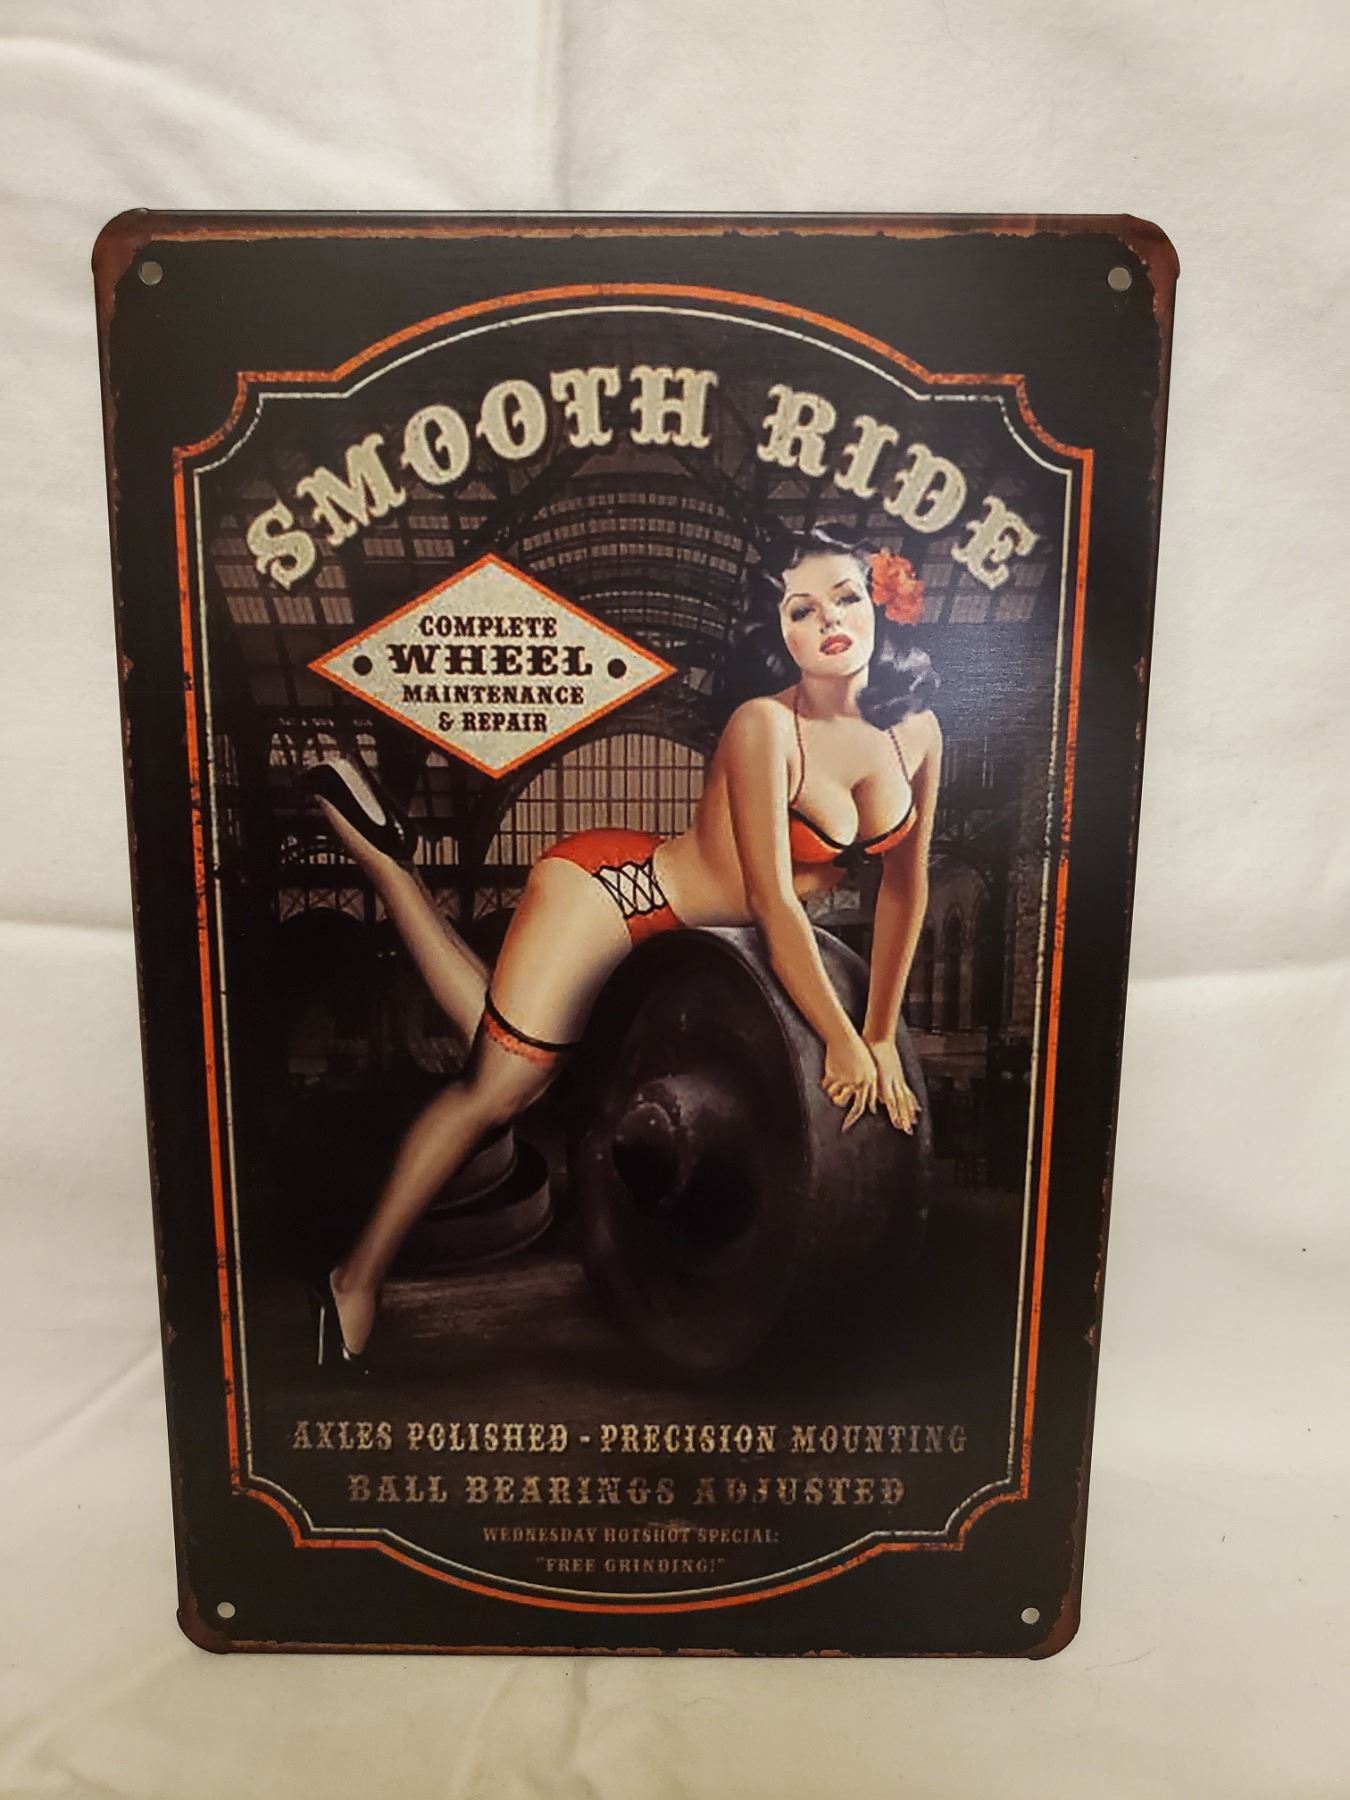 SMOOTH RIDE
COMPLETE
WHEEL
MAINTENANCE
& REPAIR
AXLES POLISHED - PRECISION MOUNTING
BALL BEARINGS ADJUSTED
WEDNESDAY HOTSHOT SPECIAL:
"FREE GRINDING!"